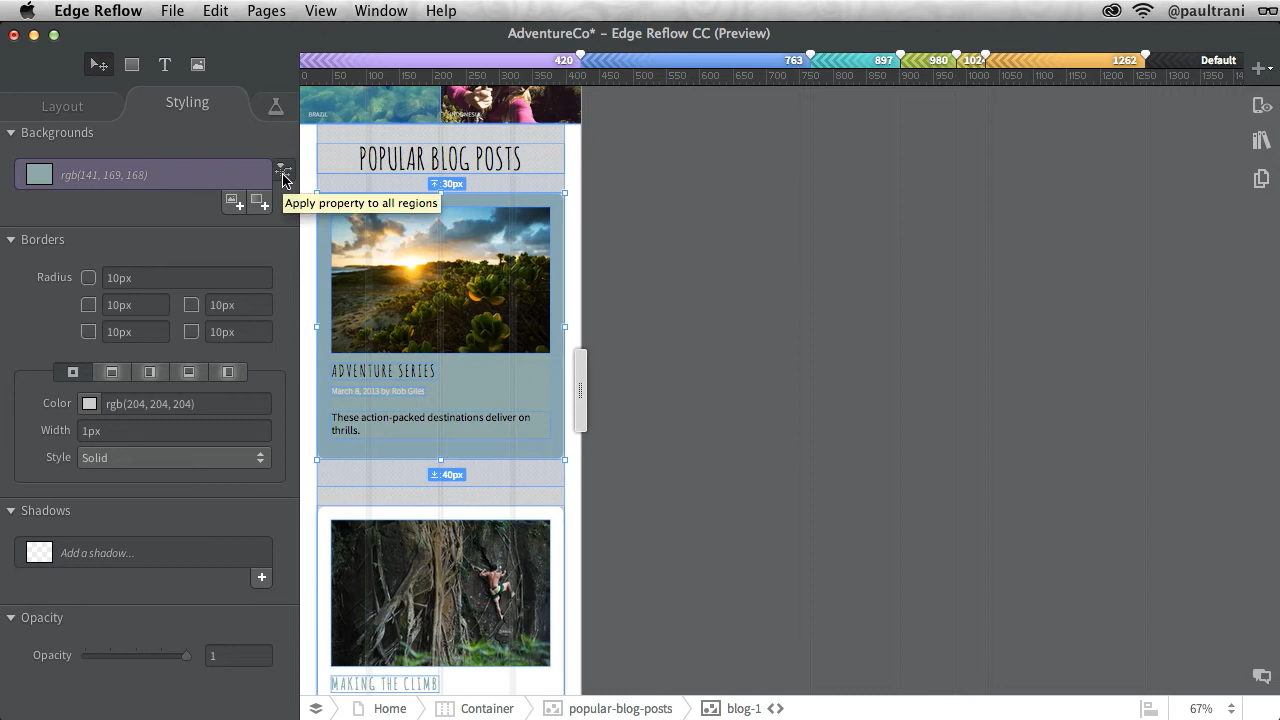 Edge Reflow File Edit Pages View Window Help @paultrani
AdventureCo* – Edge Reflow CC (Preview)
420 763 897 980 1024 1262 Default
0 50 100 150 200 250 300 350 400 450 500 550 600 650 700 750 800 850 900 950 1000 1050 1100 1150 1200 1250 1300 1350
Layout Styling
Backgrounds
rgb(141, 169, 168)
Apply property to all regions
Borders
Radius 10px
10px 10px
10px 10px
Color rgb(204, 204, 204)
Width 1px
Style Solid
Shadows
Add a shadow...
Opacity
Opacity 1
BRAZIL INDONESIA
POPULAR BLOG POSTS
:30px
ADVENTURE SERIES
March 8, 2013 by Rob Giles
These action-packed destinations deliver on
thrills.
:40px
MAKING THE CLIMB
Home Container popular-blog-posts blog-1 67%